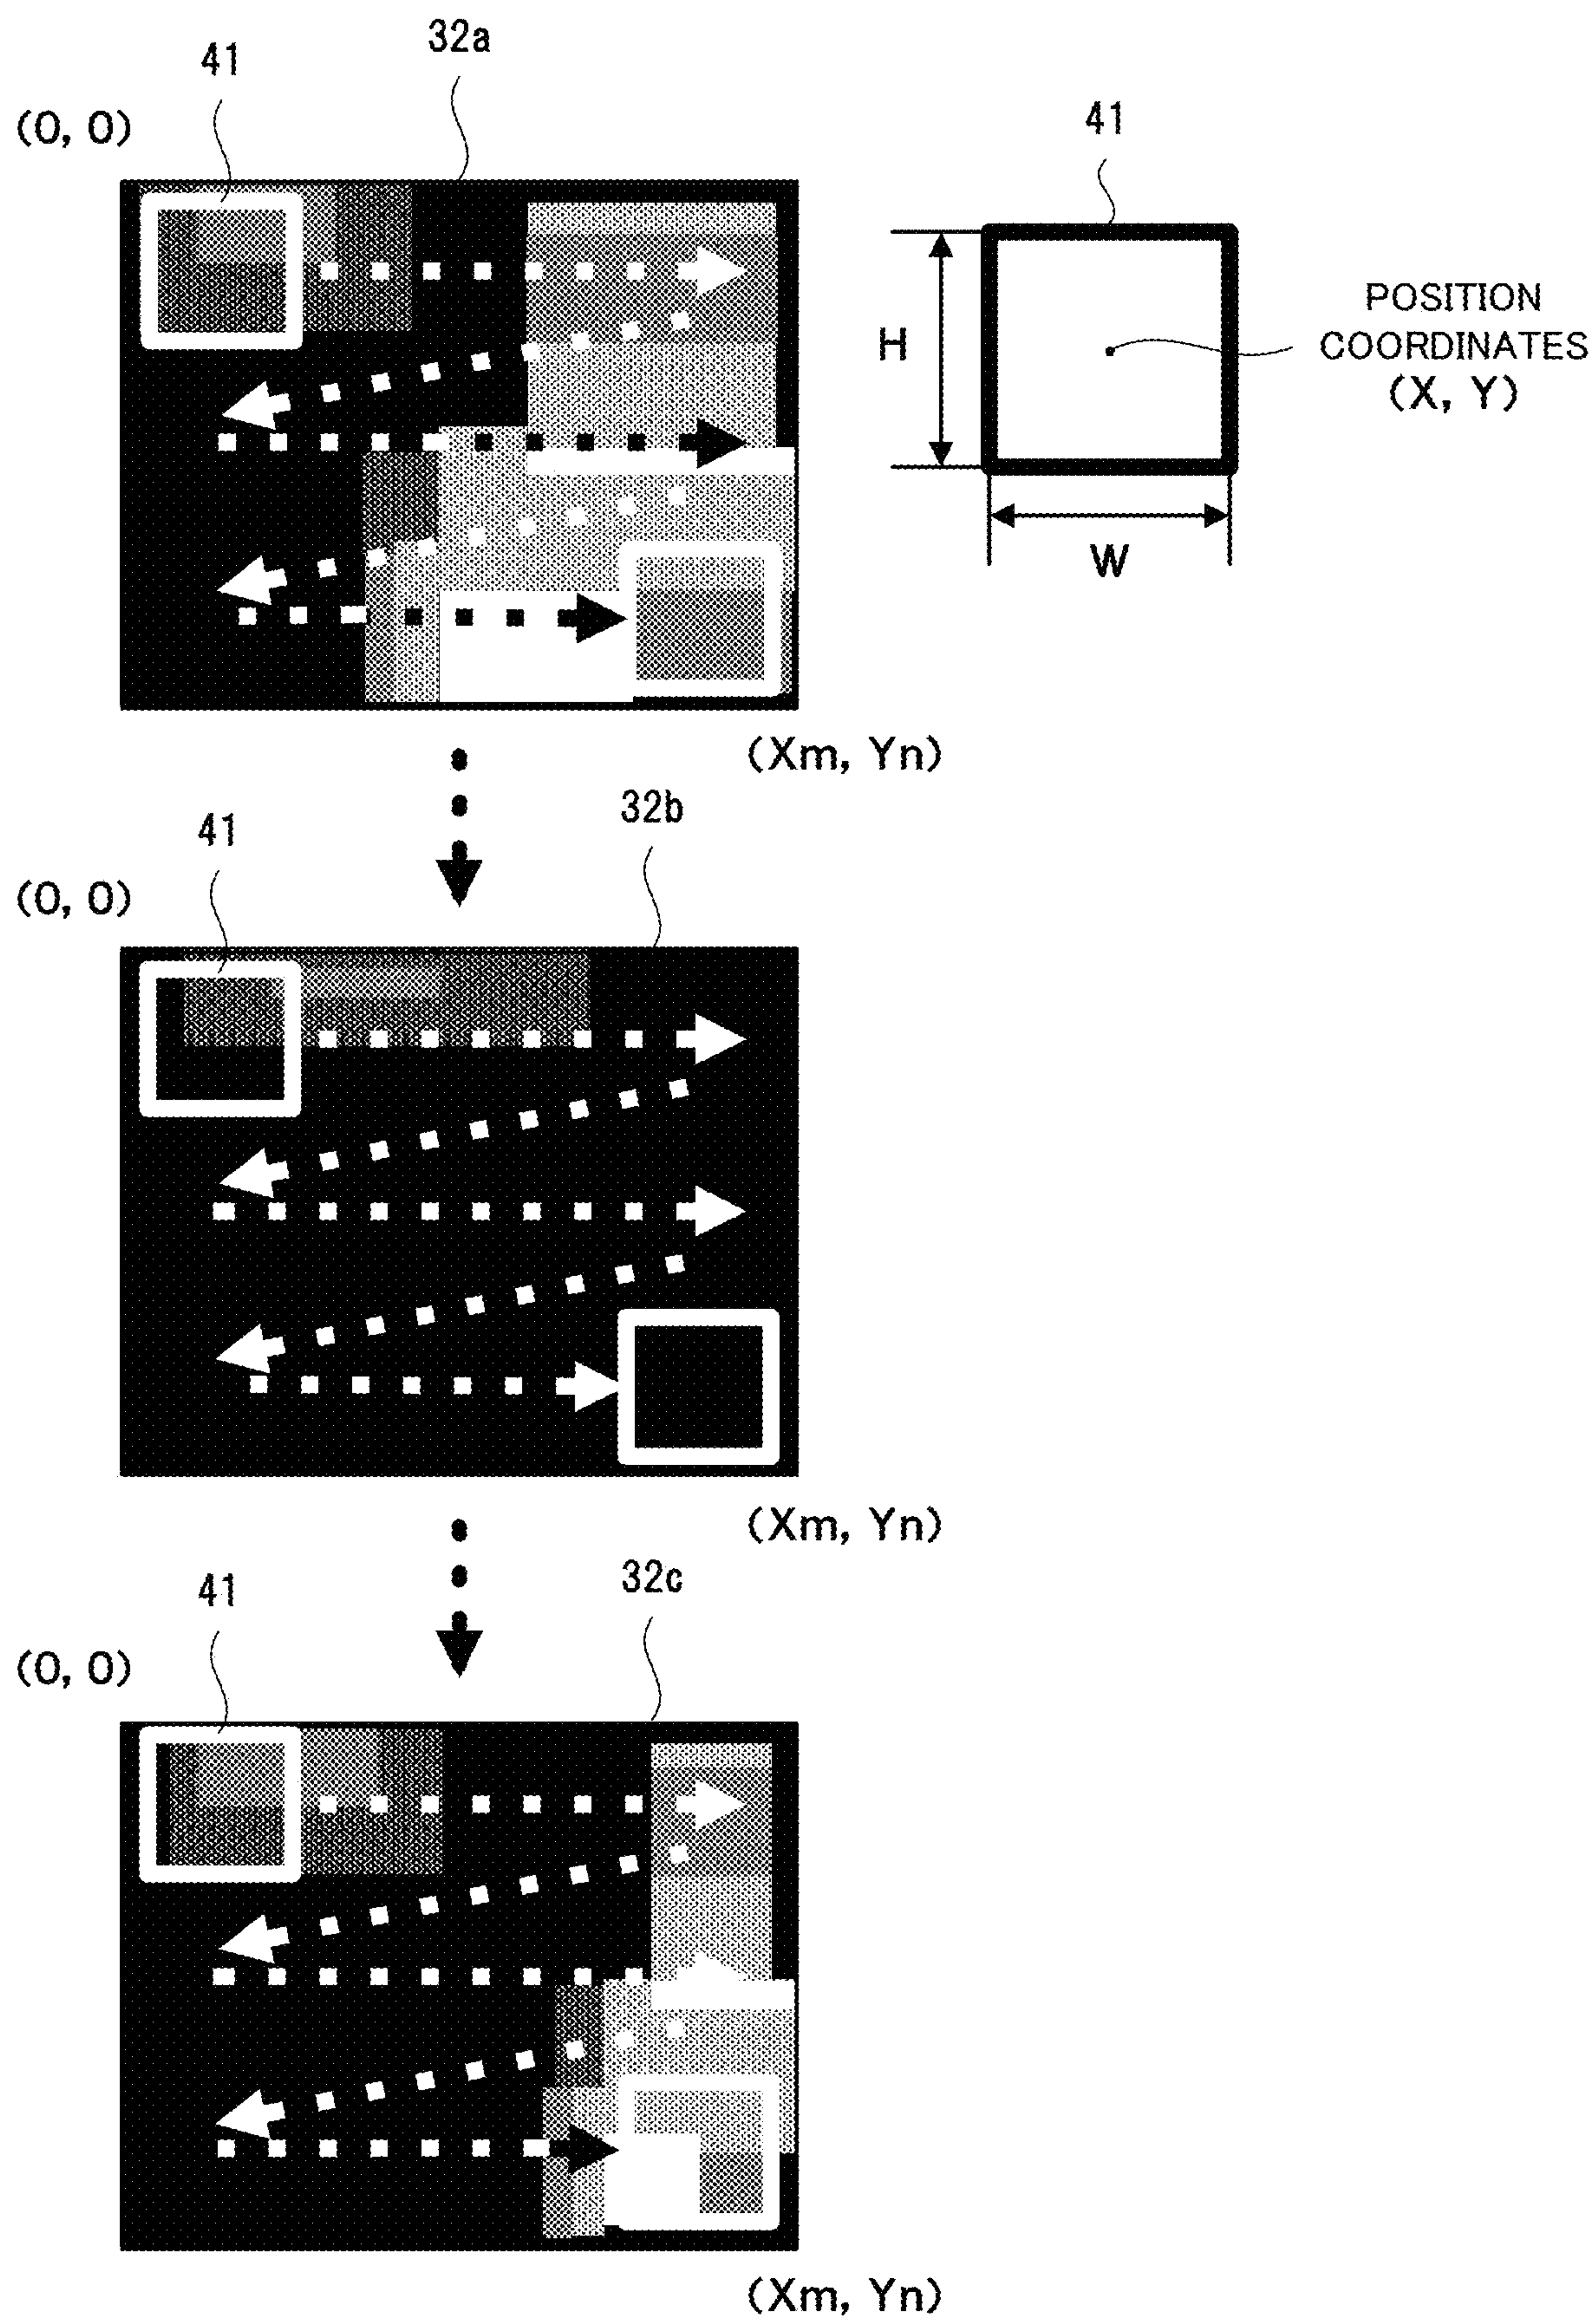 32a
41
(0, 0)
41
H
POSITION
COORDINATES
(X, Y)
W
(Xm, Yn)
32b
41
(0, 0)
(Xm, Yn)
32c
41
(0, 0)
(Xm, Yn)